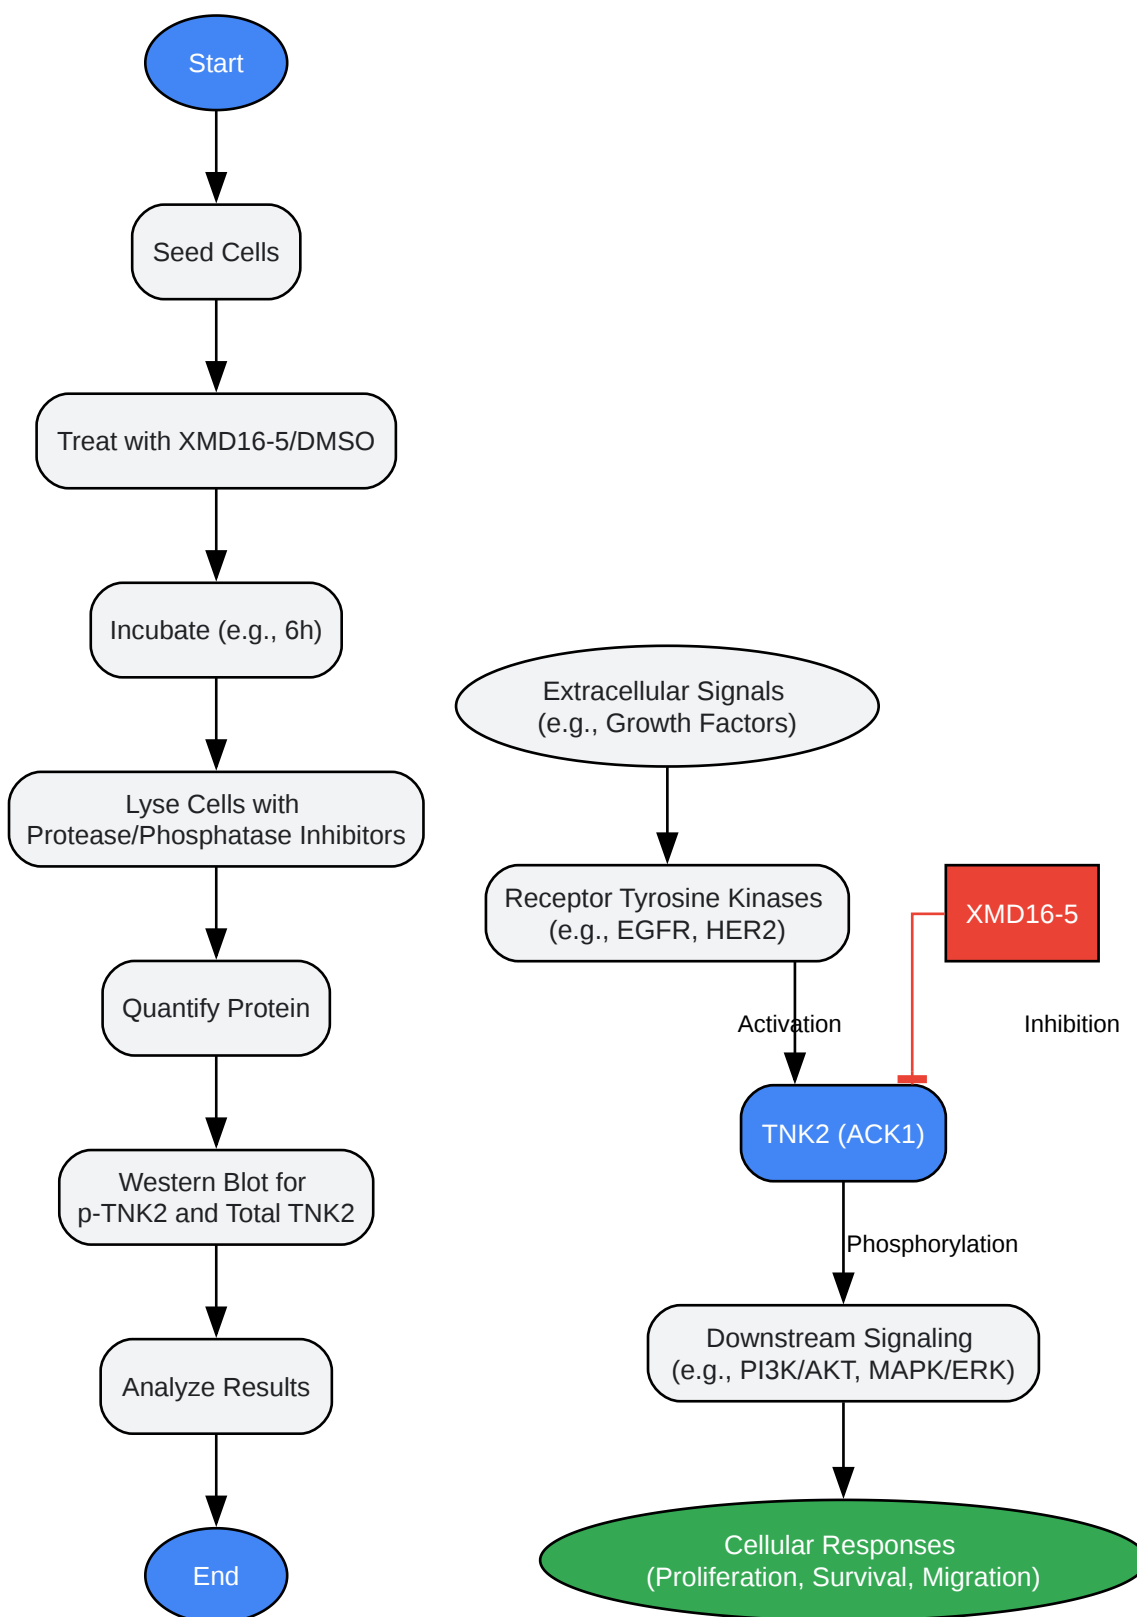 Start
Seed Cells
Treat with XMD16-5/DMSO
Incubate (e.g., 6h)
Lyse Cells with
Protease/Phosphatase Inhibitors
Quantify Protein
Western Blot for
p-TNK2 and Total TNK2
Analyze Results
End
Extracellular Signals
(e.g., Growth Factors)
Receptor Tyrosine Kinases
(e.g., EGFR, HER2)
XMD16-5
Activation
Inhibition
TNK2 (ACK1)
Phosphorylation
Downstream Signaling
(e.g., PI3K/AKT, MAPK/ERK)
Cellular Responses
(Proliferation, Survival, Migration)